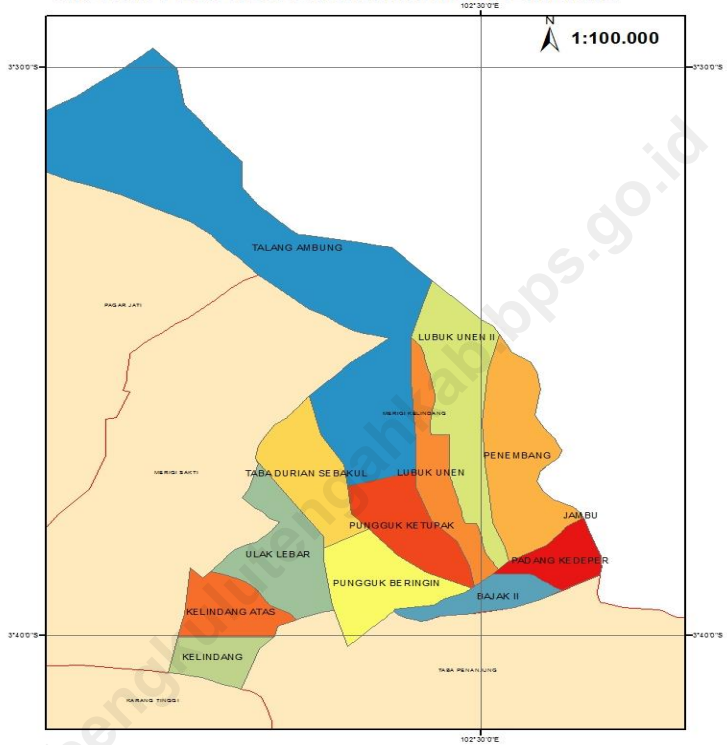 102°30'0"E
N
1:100.000
3°30'0"S
3°30'0"S
TALANG AMBUNG
PAGAR JATI
LUBUK UNEN II
MERIGI KELINDANG
PENEMBANG
MERIGI SAKTI
TABA DURIAN SEBAKUL
LUBUK UNEN
JAMBU
PUNGGUK KETUPAK
ULAK LEBAR
PADANG KEDEPER
PUNGGUK BERINGIN
BAJAK II
KELINDANG ATAS
3°40'0"S
3°40'0"S
KELINDANG
TABA PENANJUNG
KARANG TINGGI
102°30'0"E
engkulutengahkab.bps.go.id